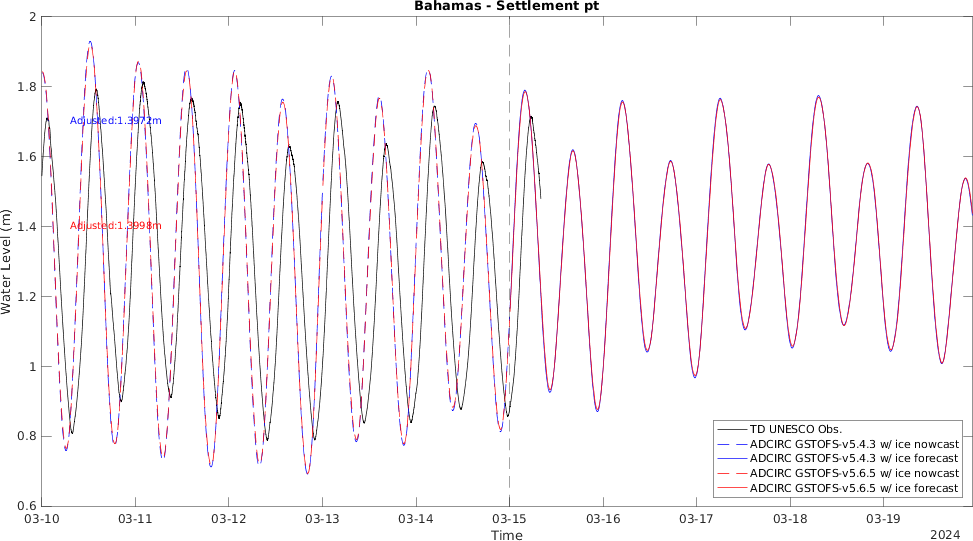 Bahamas - Settlement pt
2
1.8
1.6
1.4
1.2
1
0.8
0.6
Water Level (m)
Adjusted:1.3972m
Adjusted:1.3998m
TD UNESCO Obs.
ADCIRC GSTOFS-v5.4.3 w/ ice nowcast
ADCIRC GSTOFS-v5.4.3 w/ ice forecast
ADCIRC GSTOFS-v5.6.5 w/ ice nowcast
ADCIRC GSTOFS-v5.6.5 w/ ice forecast
03-10 03-11 03-12 03-13 03-14 03-15 03-16 03-17 03-18 03-19
Time
2024